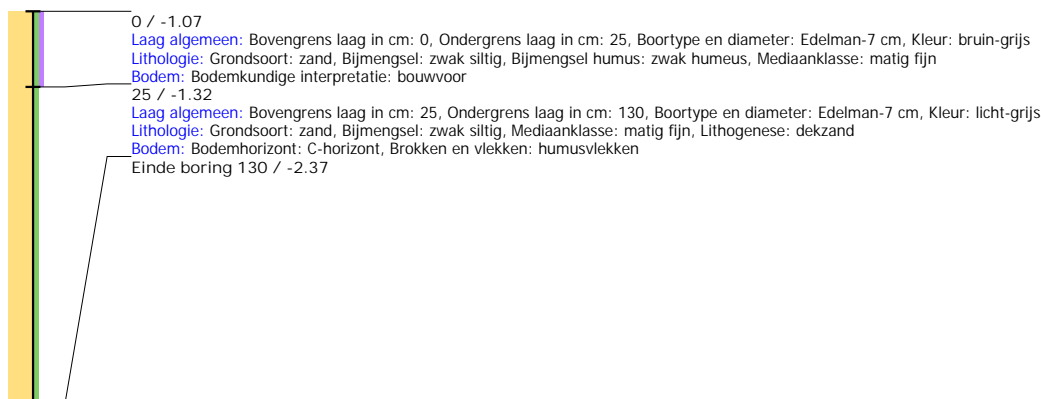 0 / -1.07
Laag algemeen: Bovengrens laag in cm: 0, Ondergrens laag in cm: 25, Boortype en diameter: Edelman-7 cm, Kleur: bruin-grijs
Lithologie: Grondsoort: zand, Bijmengsel: zwak siltig, Bijmengsel humus: zwak humeus, Mediaanklasse: matig fijn
Bodem: Bodemkundige interpretatie: bouwvoor
25 / -1.32
Laag algemeen: Bovengrens laag in cm: 25, Ondergrens laag in cm: 130, Boortype en diameter: Edelman-7 cm, Kleur: licht-grijs
Lithologie: Grondsoort: zand, Bijmengsel: zwak siltig, Mediaanklasse: matig fijn, Lithogenese: dekzand
Bodem: Bodemhorizont: C-horizont, Brokken en vlekken: humusvlekken
Einde boring 130 / -2.37